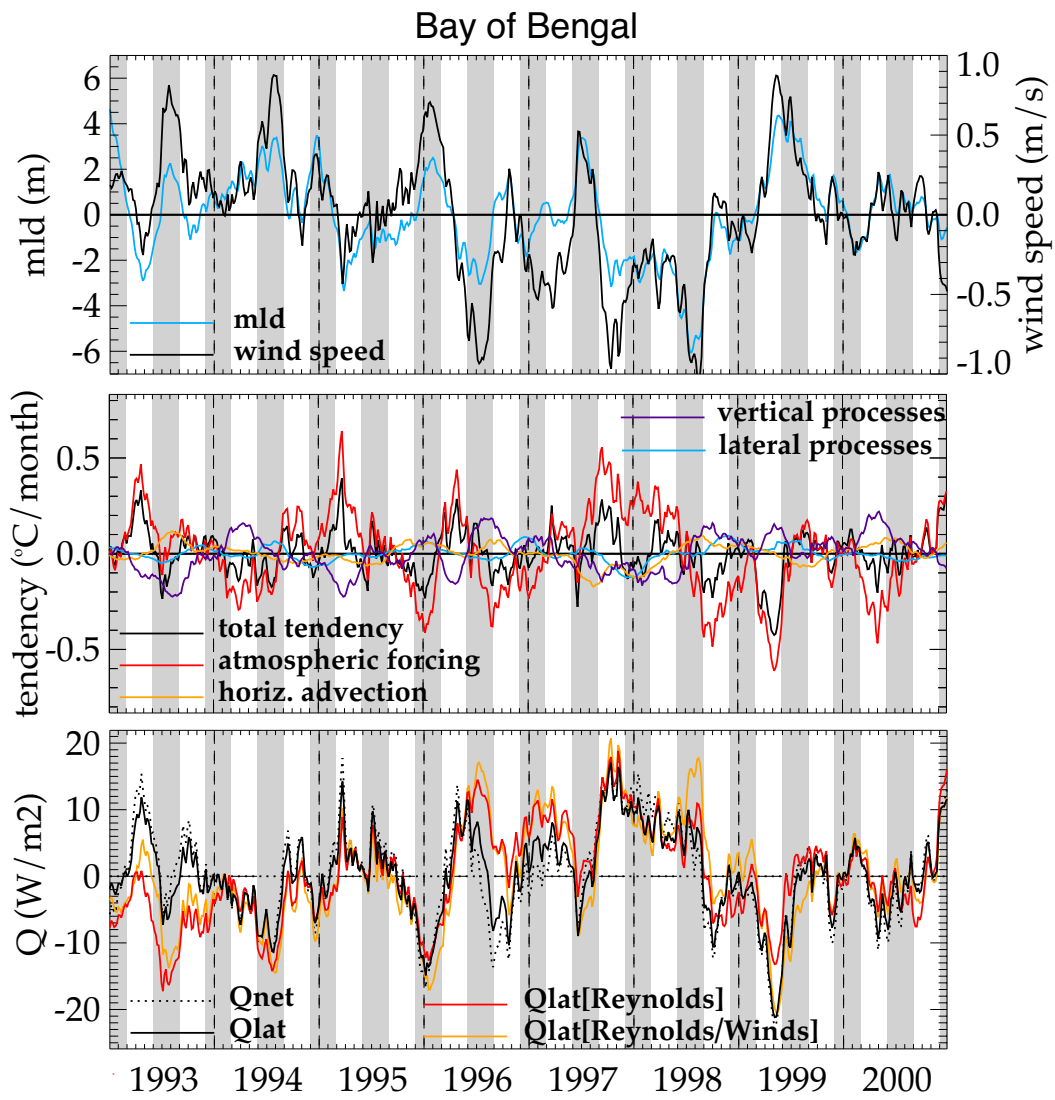 Bay of Bengal
6
4
2
0
-2
-4
-6
mld (m)
1.0
0.5
0.0
-0.5
-1.0
wind speed (m/s)
mld
wind speed
0.5
0.0
-0.5
tendency (°C/month)
vertical processes
lateral processes
total tendency
atmospheric forcing
horiz. advection
20
10
0
-10
-20
Q (W/m2)
Qnet
Qlat
Qlat[Reynolds]
Qlat[Reynolds/Winds]
1993 1994 1995 1996 1997 1998 1999 2000